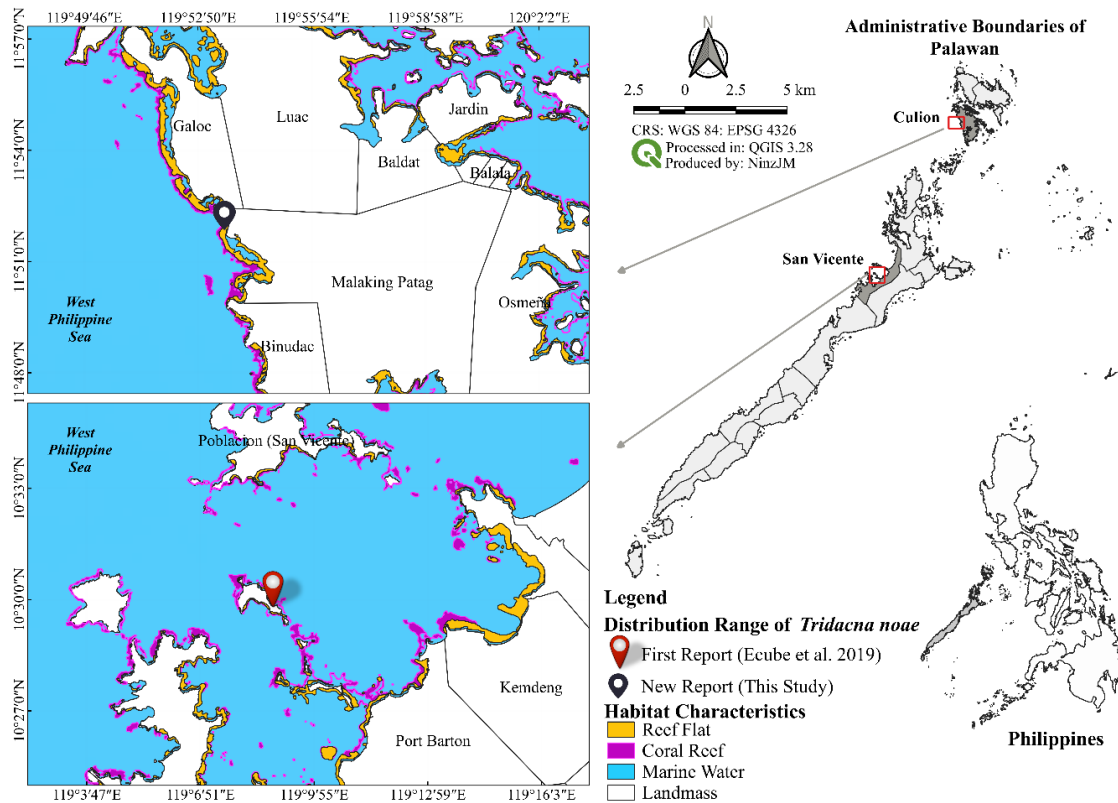 119°49'46"E 119°52'50"E 119°55'54"E 119°58'58"E 120°2'2"E
11°57'0"N
11°54'0"N
11°51'0"N
11°48'0"N
Galoc
Luac
Jardin
Baldat
Balala
Malaking Patag
Osmeña
Binudac
West
Philippine
Sea
West
Philippine
Sea
Poblacion (San Vicente)
10°33'0"N
10°30'0"N
10°27'0"N
Kemdeng
Port Barton
119°3'47"E 119°6'51"E 119°9'55"E 119°12'59"E 119°16'3"E
N
2.5 0 2.5 5 km
CRS: WGS 84: EPSG 4326
Processed in: QGIS 3.28
Produced by: NinzJM
Administrative Boundaries of
Palawan
Culion
San Vicente
Philippines
Legend
Distribution Range of Tridacna noae
First Report (Ecube et al. 2019)
New Report (This Study)
Habitat Characteristics
Reef Flat
Coral Reef
Marine Water
Landmass